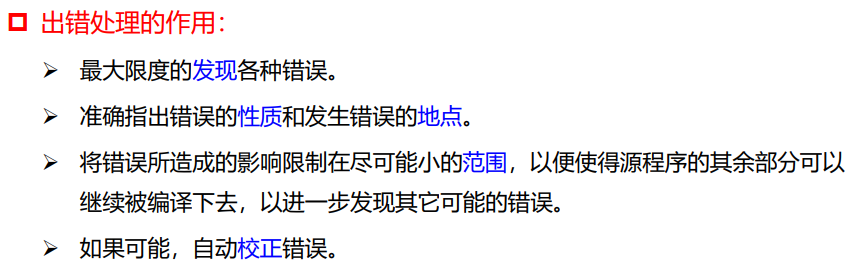 出错处理的作用：
最大限度的发现各种错误。
准确指出错误的性质和发生错误的地点。
将错误所造成的影响限制在尽可能小的范围，以便使得源程序的其余部分可以
继续被编译下去，以进一步发现其它可能的错误。
如果可能，自动校正错误。